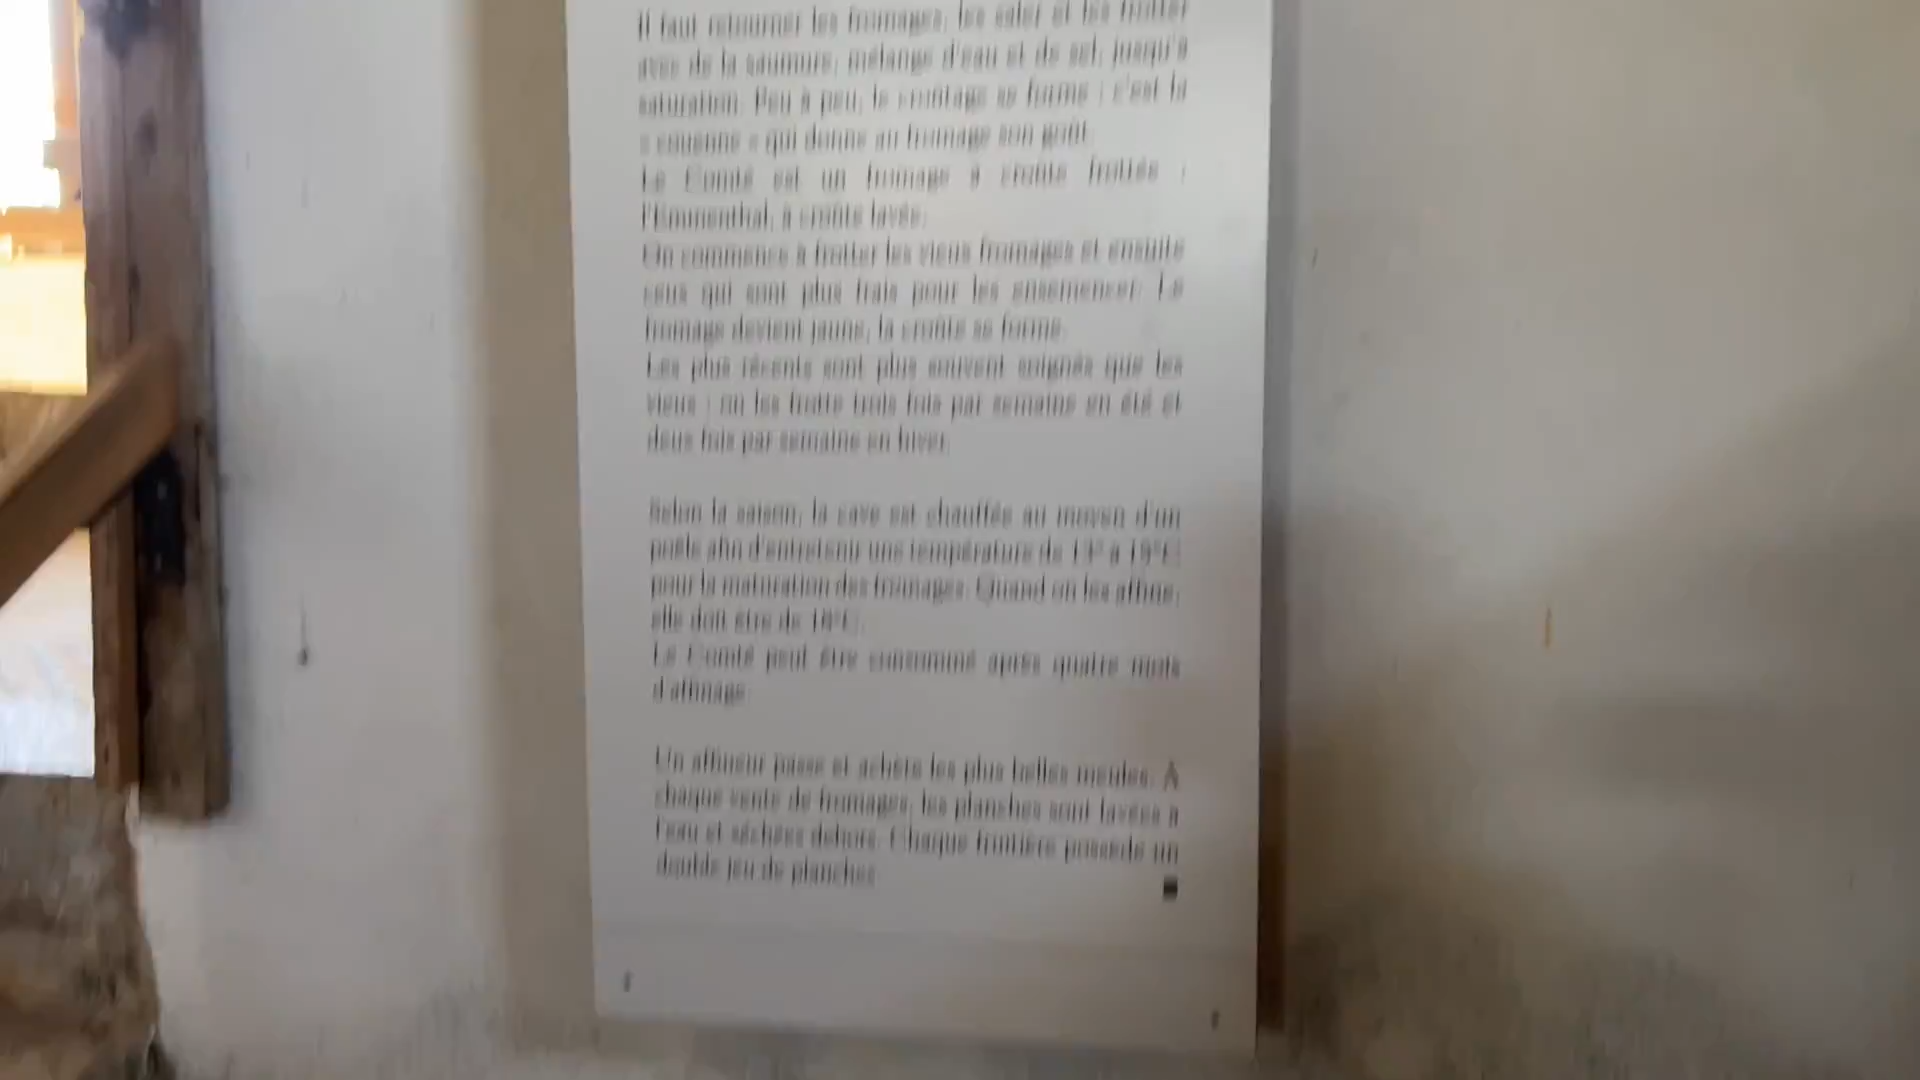 Il faut retourner les fromages, les saler et les frotter
avec de la saumure, mélange d'eau et de sel, jusqu'à
saturation. Peu à peu, le croûtage se forme ; c'est la
« couenne » qui donne au fromage son goût.
Le Comté est un fromage à croûte frottée ;
l'Emmenthal, à croûte lavée.
On commence à frotter les vieux fromages et ensuite
ceux qui sont plus frais pour les ensemencer. Le
fromage devient jaune, la croûte se forme.
Les plus récents sont plus souvent soignés que les
vieux ; on les frotte trois fois par semaine en été et
deux fois par semaine en hiver.
Selon la saison, la cave est chauffée au moyen d'un
poêle afin d'entretenir une température de à
pour la maturation des fromages. Quand on les affine,
elle doit être de
Le Comté peut être consommé après quatre mois
d'affinage.
Un affineur passe et achète les plus belles meules. À
chaque vente de fromages, les planches sont lavées à
l'eau et séchées dehors. Chaque fruitière possède un
double jeu de planches.